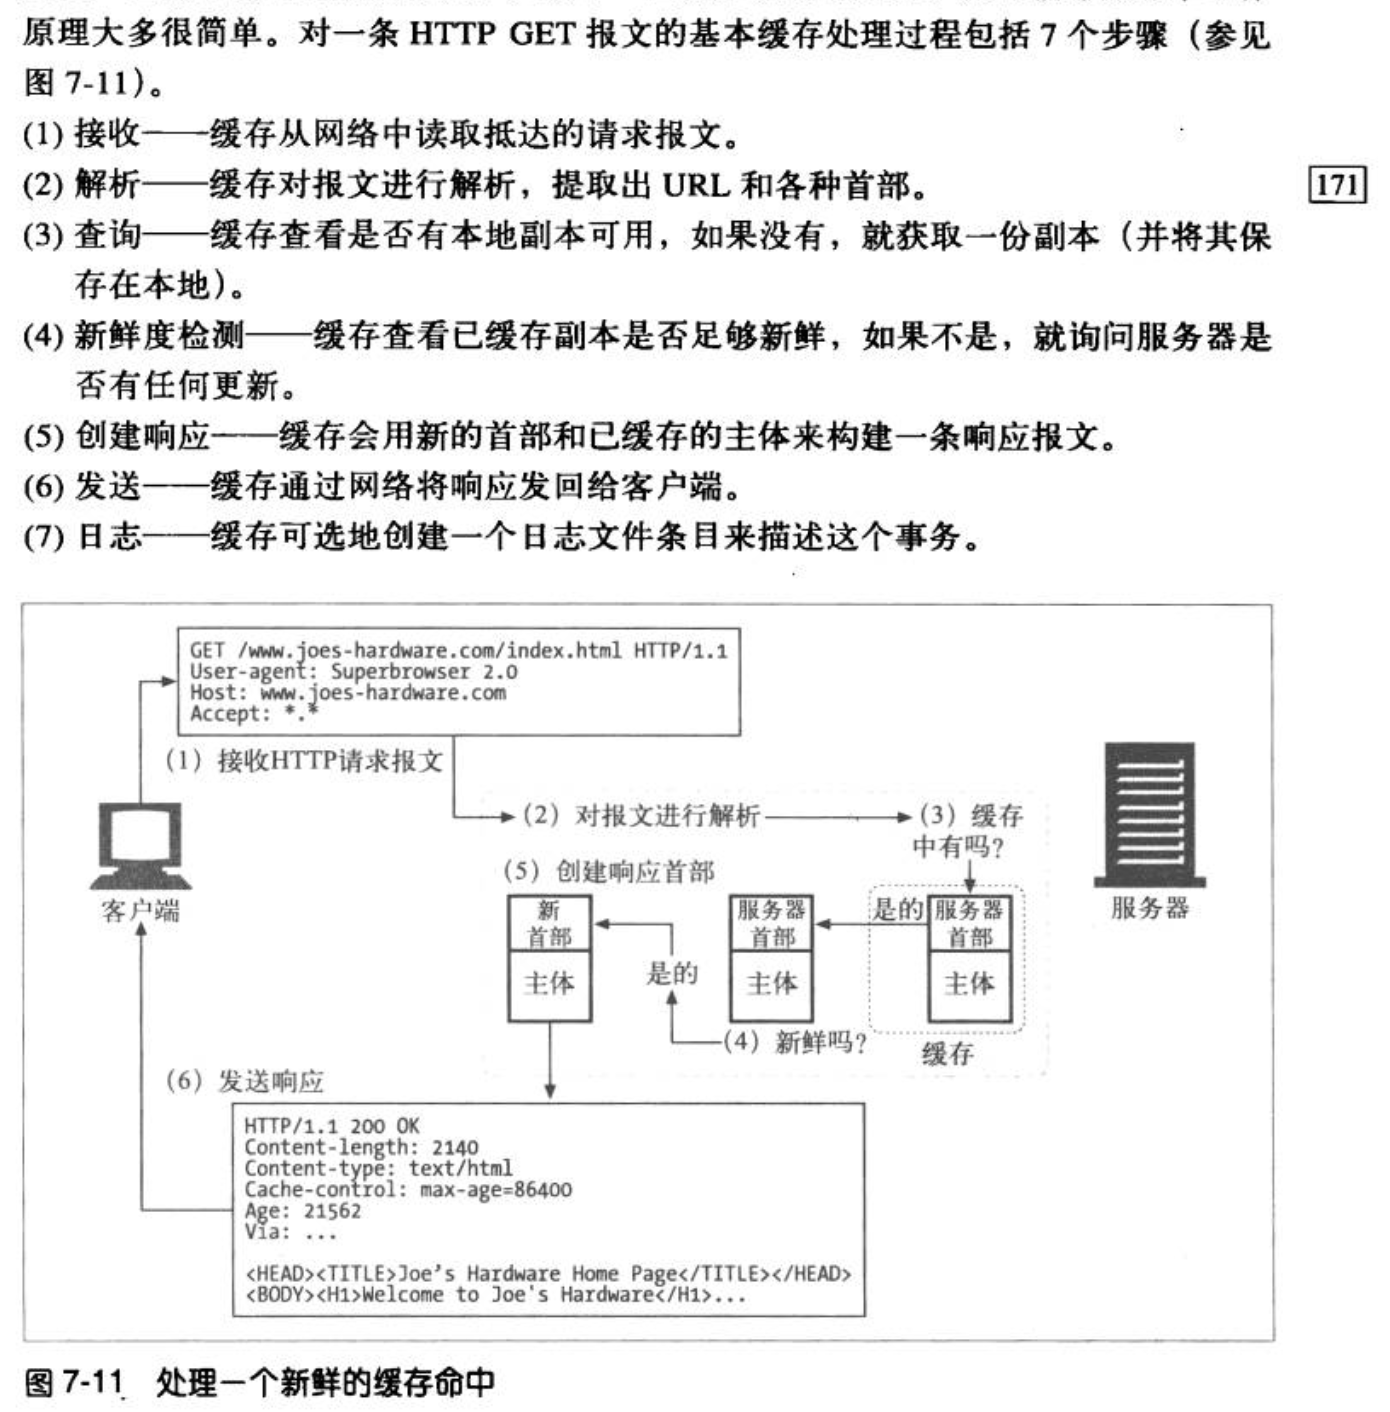 原理大多很简单。对一条 HTTP GET 报文的基本缓存处理过程包括 7 个步骤（参见
图 7-11）。
(1) 接收——缓存从网络中读取抵达的请求报文。
(2) 解析——缓存对报文进行解析，提取出 URL 和各种首部。
171
(3) 查询——缓存查看是否有本地副本可用，如果没有，就获取一份副本（并将其保
存在本地）。
(4) 新鲜度检测——缓存查看已缓存副本是否足够新鲜，如果不是，就询问服务器是
否有任何更新。
(5) 创建响应——缓存会用新的首部和已缓存的主体来构建一条响应报文。
(6) 发送——缓存通过网络将响应发回给客户端。
(7) 日志——缓存可选地创建一个日志文件条目来描述这个事务。
GET /www.joes-hardware.com/index.html HTTP/1.1
User-agent: Superbrowser 2.0
Host: www.joes-hardware.com
Accept: *.*
（1）接收HTTP请求报文
（2）对报文进行解析
（3）缓存
中有吗？
（5）创建响应首部
客户端
新
首部
主体
是的
服务器
首部
主体
是的
服务器
首部
主体
服务器
（4）新鲜吗？
缓存
（6）发送响应
HTTP/1.1 200 OK
Content-length: 2140
Content-type: text/html
Cache-control: max-age=86400
Age: 21562
Via: ...
<HEAD><TITLE>Joe's Hardware Home Page</TITLE></HEAD>
<BODY><H1>Welcome to Joe's Hardware</H1>...
图 7-11 处理一个新鲜的缓存命中